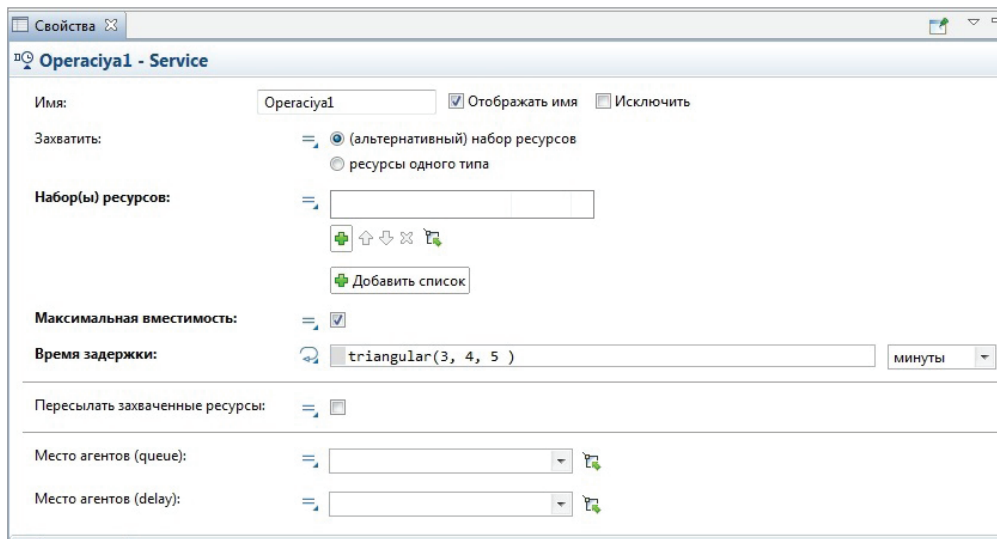 Свойства
Operaciya1 - Service
Имя: Operaciya1 Отображать имя Исключить
Захватить: (альтернативный) набор ресурсов
ресурсы одного типа
Набор(ы) ресурсов:
Добавить список
Максимальная вместимость:
Время задержки: triangular(3, 4, 5 ) минуты
Пересылать захваченные ресурсы:
Место агентов (queue):
Место агентов (delay):